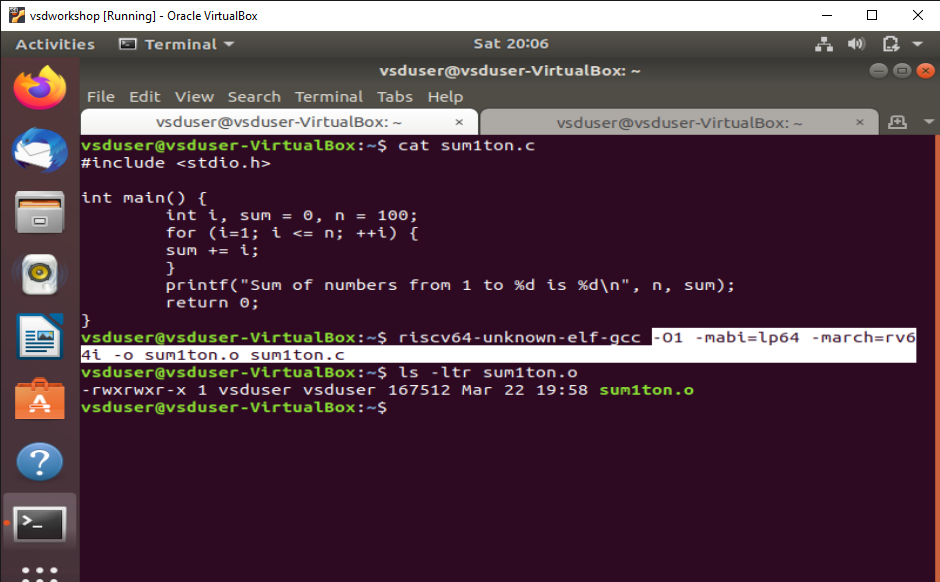 vsdworkshop [Running] - Oracle VirtualBox
Activities Terminal Sat 20:06
vsduser@vsduser-VirtualBox: ~
File Edit View Search Terminal Tabs Help
vsduser@vsduser-VirtualBox: ~ × vsduser@vsduser-VirtualBox: ~ ×
vsduser@vsduser-VirtualBox:~$ cat sum1ton.c
#include <stdio.h>
int main() {
int i, sum = 0, n = 100;
for (i=1; i <= n; ++i) {
sum += i;
}
printf("Sum of numbers from 1 to %d is %d\n", n, sum);
return 0;
}
vsduser@vsduser-VirtualBox:~$ riscv64-unknown-elf-gcc -O1 -mabi=lp64 -march=rv6
4i -o sum1ton.o sum1ton.c
vsduser@vsduser-VirtualBox:~$ ls -ltr sum1ton.o
-rwxrwxr-x 1 vsduser vsduser 167512 Mar 22 19:58 sum1ton.o
vsduser@vsduser-VirtualBox:~$